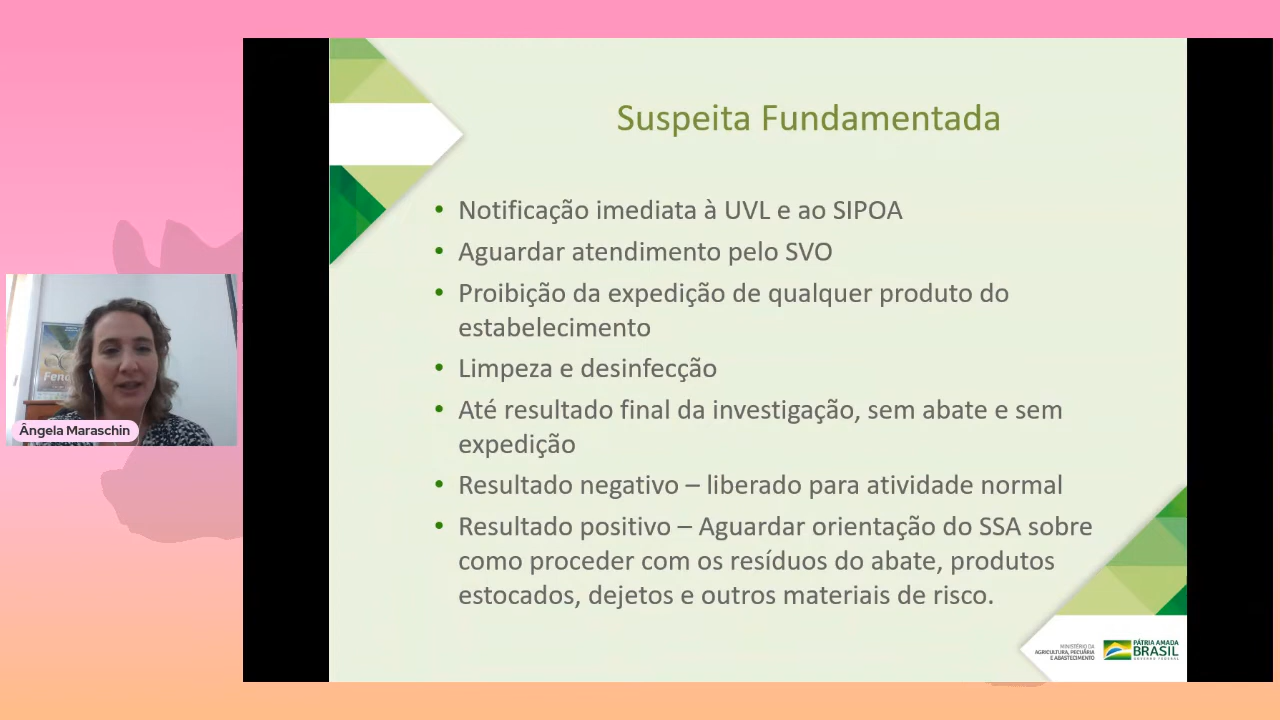 Suspeita Fundamentada
• Notificação imediata à UVL e ao SIPOA
• Aguardar atendimento pelo SVO
• Proibição da expedição de qualquer produto do
estabelecimento
• Limpeza e desinfecção
• Até resultado final da investigação, sem abate e sem
expedição
• Resultado negativo – liberado para atividade normal
• Resultado positivo – Aguardar orientação do SSA sobre
como proceder com os resíduos do abate, produtos
estocados, dejetos e outros materiais de risco.
Ângela Maraschin
MINISTÉRIO DA
AGRICULTURA, PECUÁRIA
E ABASTECIMENTO
PÁTRIA AMADA
BRASIL
GOVERNO FEDERAL